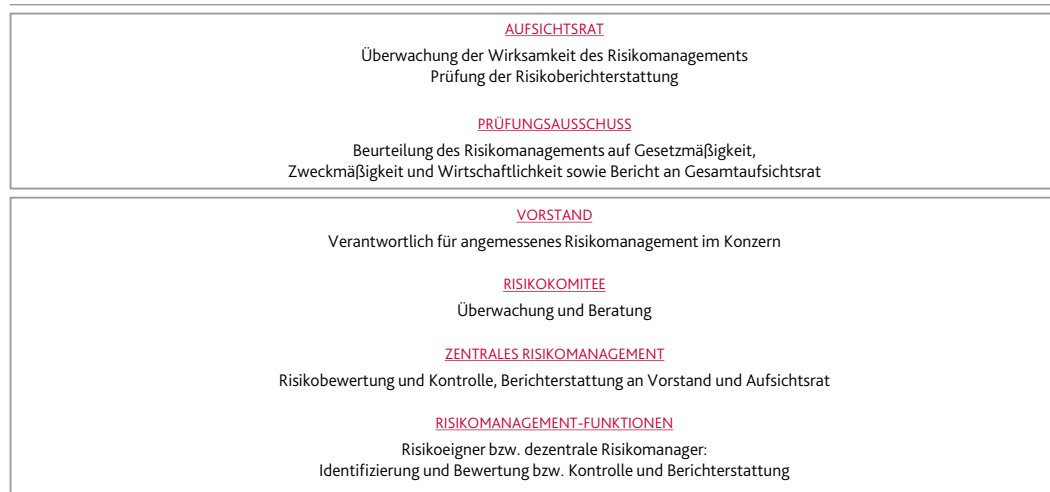 AUFSICHTSRAT
Überwachung der Wirksamkeit des Risikomanagements
Prüfung der Risikoberichterstattung
PRÜFUNGSAUSSCHUSS
Beurteilung des Risikomanagements auf Gesetzmäßigkeit,
Zweckmäßigkeit und Wirtschaftlichkeit sowie Bericht an Gesamtaufsichtsrat
VORSTAND
Verantwortlich für angemessenes Risikomanagement im Konzern
RISIKOKOMITEE
Überwachung und Beratung
ZENTRALES RISIKOMANAGEMENT
Risikobewertung und Kontrolle, Berichterstattung an Vorstand und Aufsichtsrat
RISIKOMANAGEMENT-FUNKTIONEN
Risikoeigner bzw. dezentrale Risikomanager:
Identifizierung und Bewertung bzw. Kontrolle und Berichterstattung